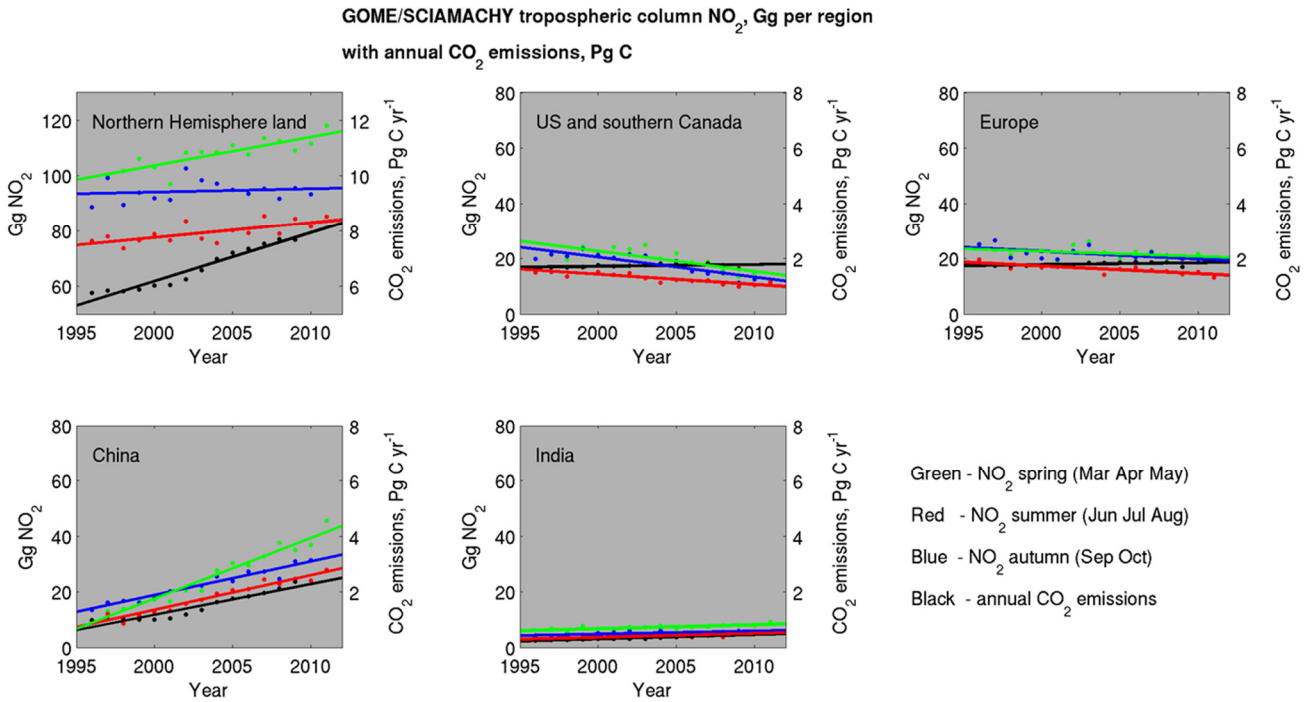 GOME/SCIAMACHY tropospheric column NO2, Gg per region
with annual CO2 emissions, Pg C
Northern Hemisphere land
120
100
80
60
Gg NO2
12
10
8
6
CO2 emissions, Pg C yr-1
1995 2000 2005 2010
Year
US and southern Canada
80
60
40
20
0
Gg NO2
8
6
4
2
CO2 emissions, Pg C yr-1
1995 2000 2005 2010
Year
Europe
80
60
40
20
0
Gg NO2
8
6
4
2
CO2 emissions, Pg C yr-1
1995 2000 2005 2010
Year
China
80
60
40
20
0
Gg NO2
8
6
4
2
CO2 emissions, Pg C yr-1
1995 2000 2005 2010
Year
India
80
60
40
20
0
Gg NO2
8
6
4
2
CO2 emissions, Pg C yr-1
1995 2000 2005 2010
Year
Green - NO2 spring (Mar Apr May)
Red - NO2 summer (Jun Jul Aug)
Blue - NO2 autumn (Sep Oct)
Black - annual CO2 emissions